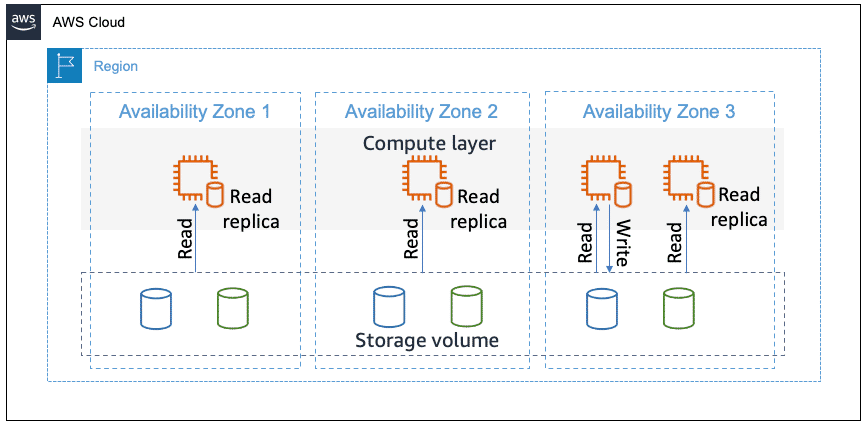 aws
AWS Cloud
Region
Availability Zone 1
Availability Zone 2
Availability Zone 3
Compute layer
Read
replica
Read
replica
Read
replica
Read
Read
Read
Write
Read
Storage volume